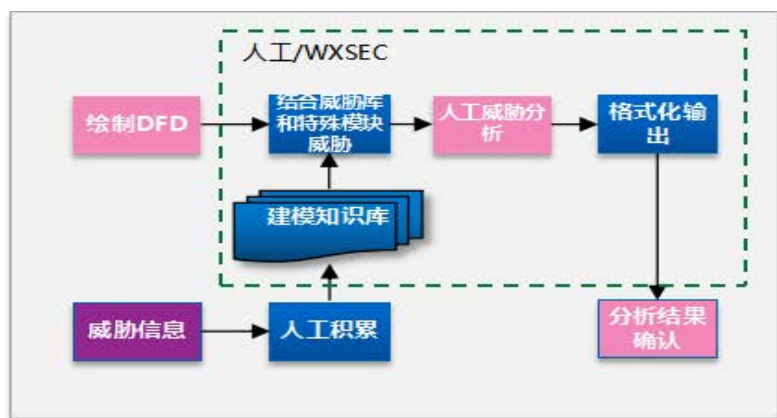 人工/WXSEC
绘制DFD
结合威胁库
和特殊模块
威胁
人工威胁分
析
格式化输
出
建模知识库
威胁信息
人工积累
分析结果
确认